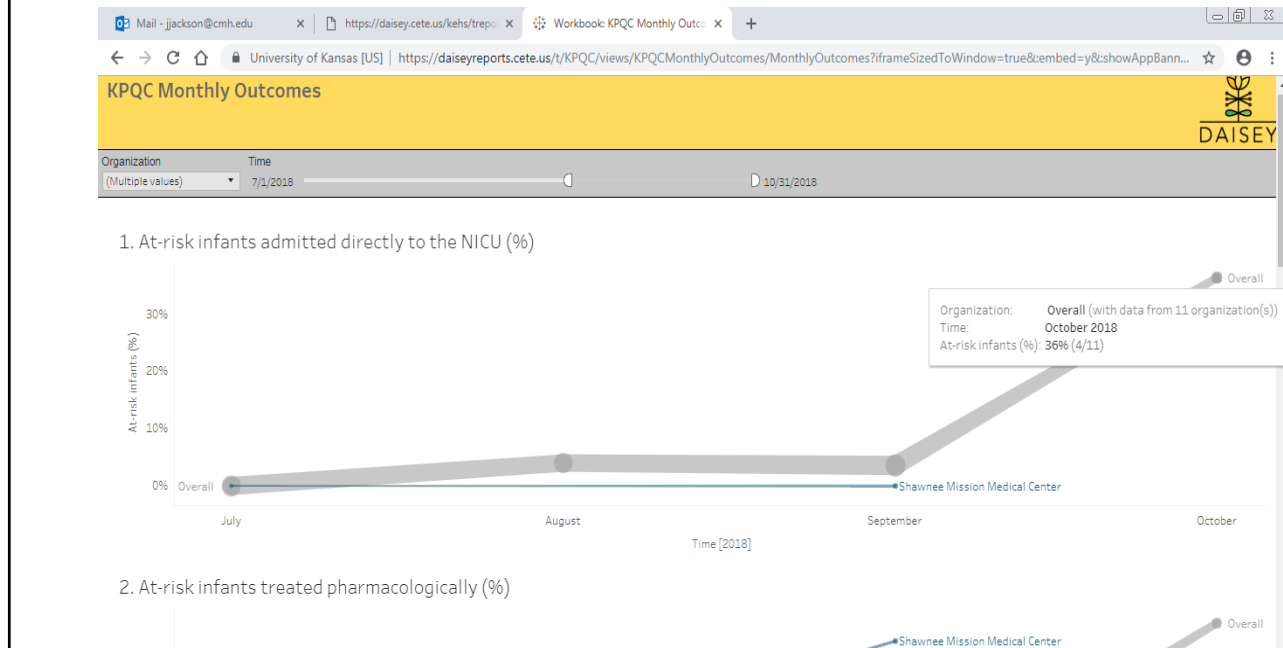 Mail - jjackson@cmh.edu
https://daisey.cete.us/kehs/trepo
Workbook: KPQC Monthly Outco
University of Kansas [US] | https://daiseyreports.cete.us/t/KPQC/views/KPQCMonthlyOutcomes/MonthlyOutcomes?iframeSizedToWindow=true&:embed=y&:showAppBann...
KPQC Monthly Outcomes
DAISEY
Organization
Time
(Multiple values)
7/1/2018
10/31/2018
1. At-risk infants admitted directly to the NICU (%)
Overall
Organization: Overall (with data from 11 organization(s))
Time: October 2018
At-risk infants (%): 36% (4/11)
At-risk infants (%)
30%
20%
10%
0%
Overall
Shawnee Mission Medical Center
July
August
September
October
Time [2018]
2. At-risk infants treated pharmacologically (%)
Overall
Shawnee Mission Medical Center